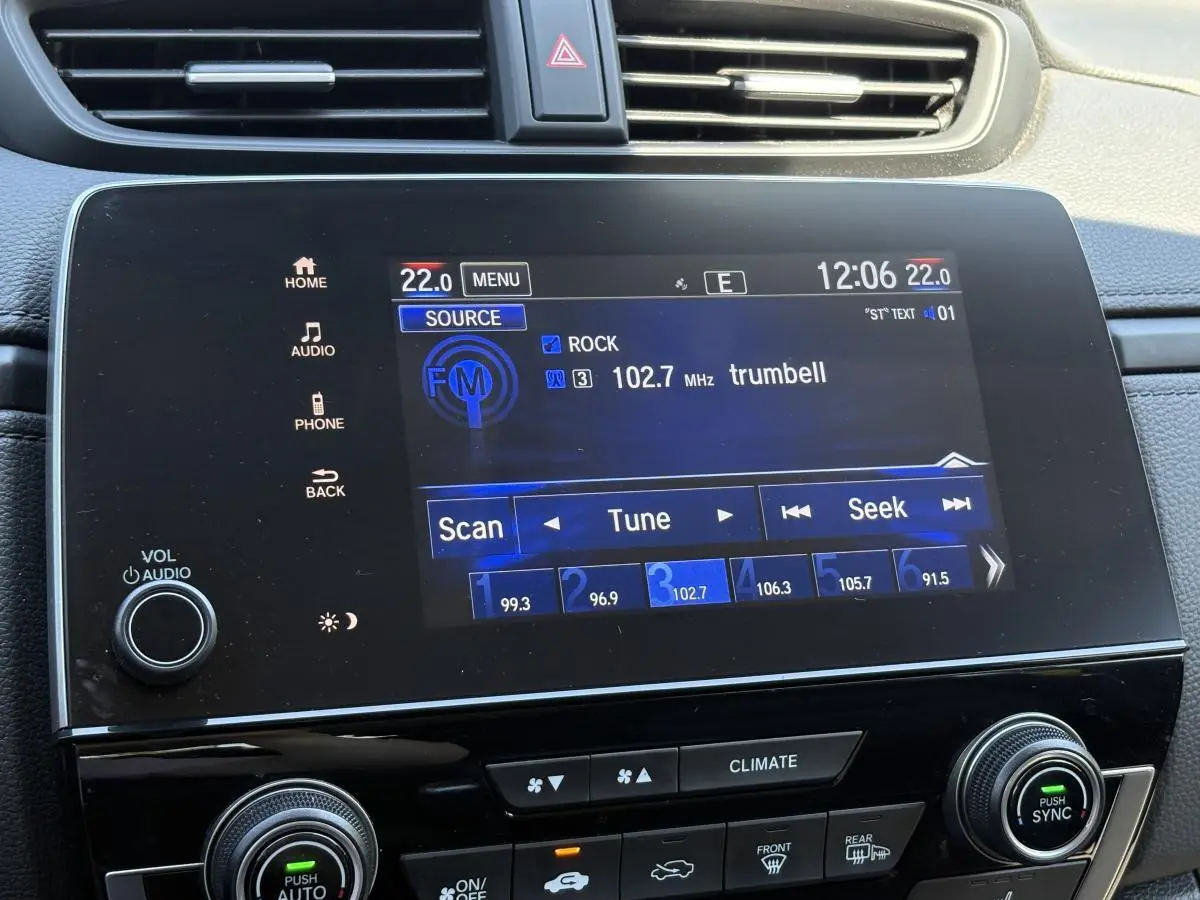 HOME
AUDIO
PHONE
BACK
VOL
AUDIO
22.0 MENU E 12:06 22.0
SOURCE
"ST" TEXT 01
FM
ROCK
3 102.7 MHz trumbell
Scan Tune Seek
1 99.3 2 96.9 3 102.7 4 106.3 5 105.7 6 91.5
CLIMATE
PUSH
SYNC
PUSH
AUTO
ON/
OFF
FRONT
REAR